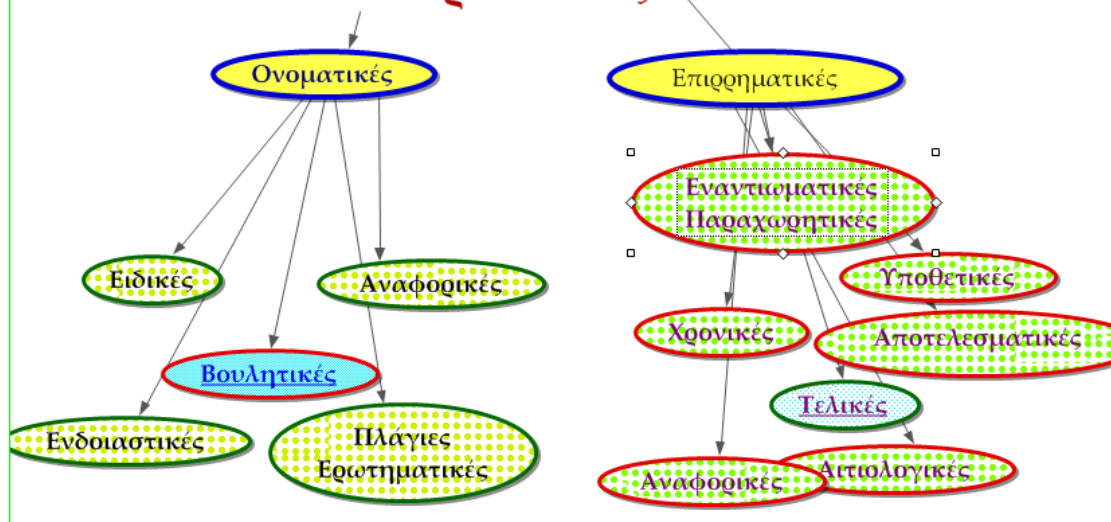 Ονοματικές
Επιρρηματικές
Εναντιωματικές
Παραχωρητικές
Ειδικές
Αναφορικές
Υποθετικές
Χρονικές
Αποτελεσματικές
Βουλητικές
Τελικές
Ενδοιαστικές
Πλάγιες
Ερωτηματικές
Αναφορικές
Αιτιολογικές